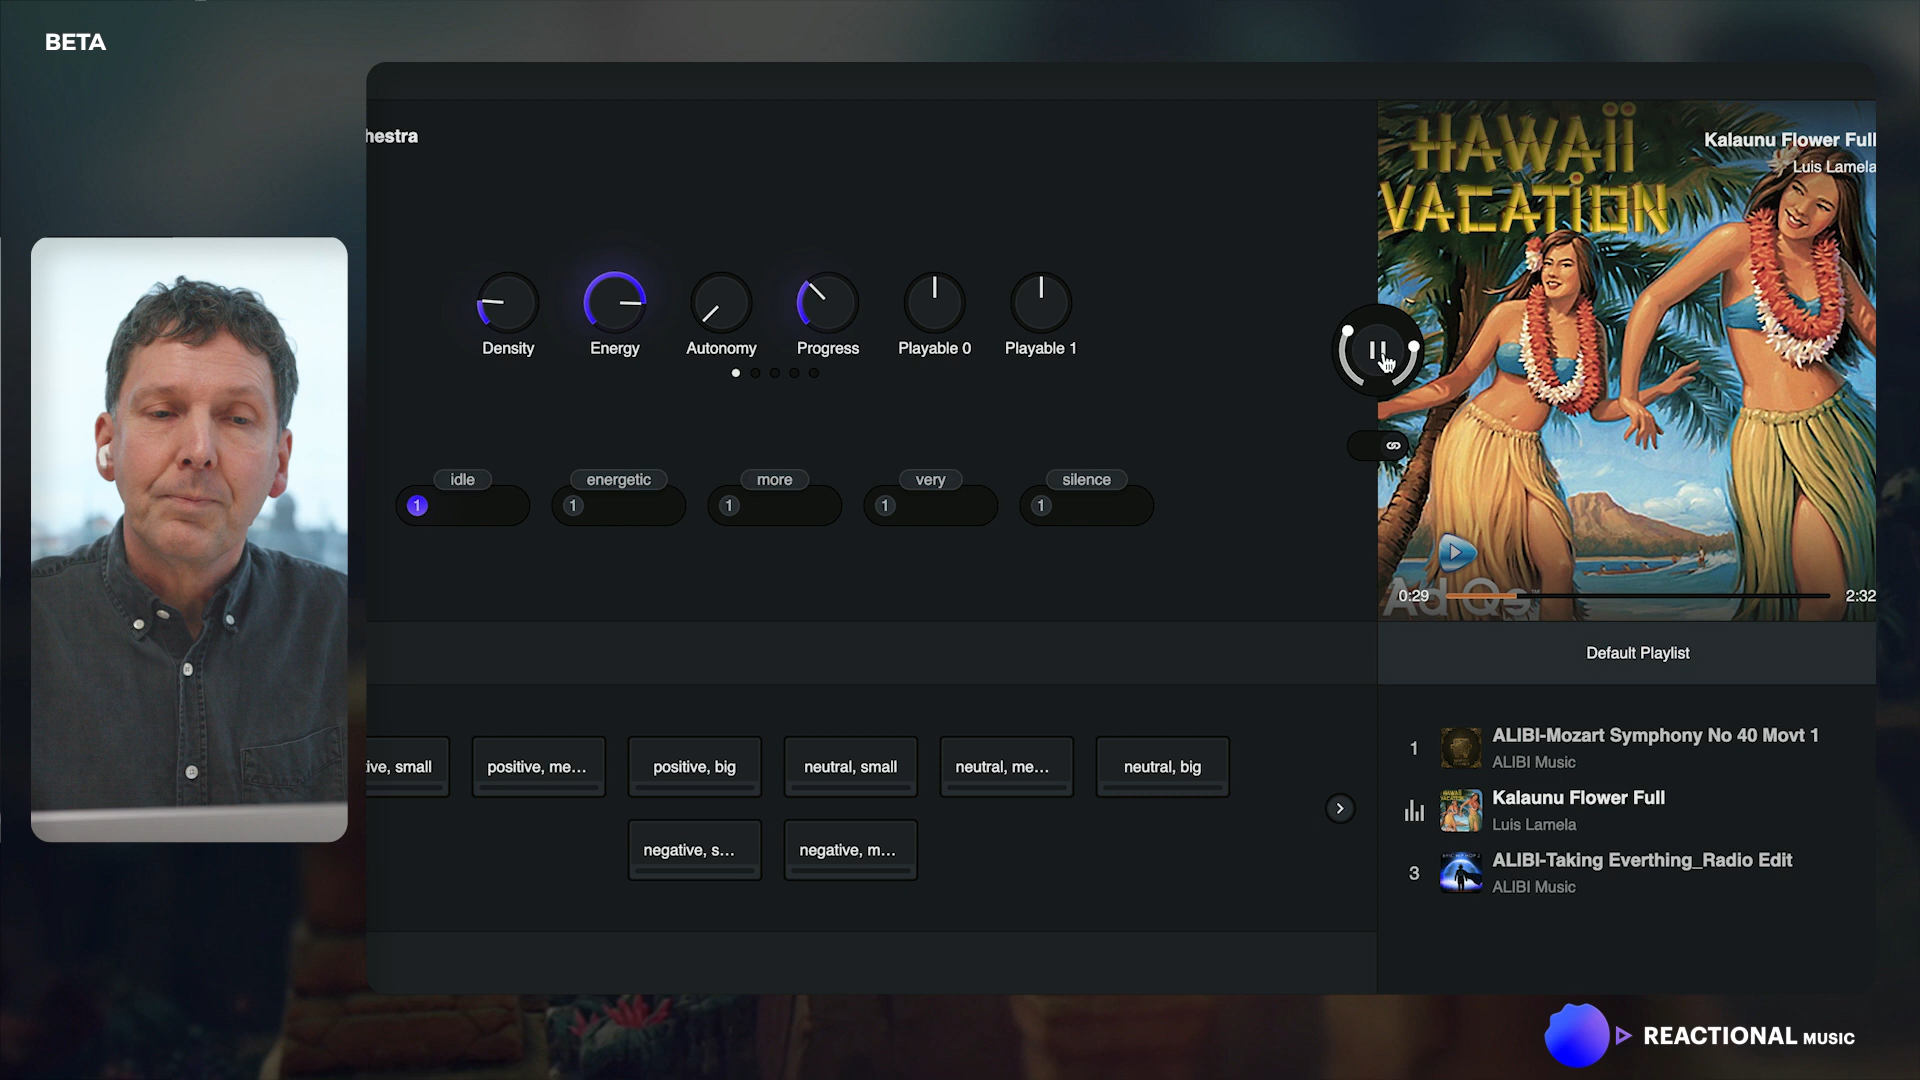 BETA
hestra
HAWAII
VACATION
Kalaunu Flower Full
Luis Lamela
Density
Energy
Autonomy
Progress
Playable 0
Playable 1
idle
energetic
more
very
silence
1
1
1
1
1
Ad Qs™
0:29
2:32
Default Playlist
ive, small
positive, me...
positive, big
neutral, small
neutral, me...
neutral, big
negative, s...
negative, m...
1
ALIBI-Mozart Symphony No 40 Movt 1
ALIBI Music
Kalaunu Flower Full
Luis Lamela
3
ALIBI-Taking Everthing_Radio Edit
ALIBI Music
REACTIONAL MUSIC